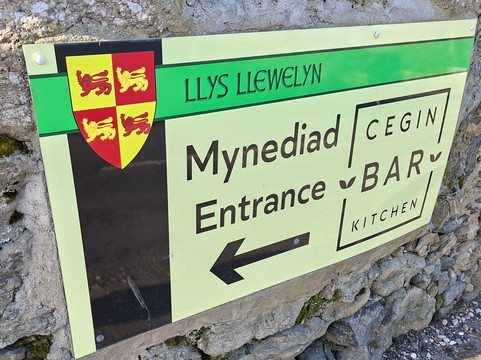 LLYS LLEWELYN
Mynediad
Entrance
CEGIN
BAR
KITCHEN